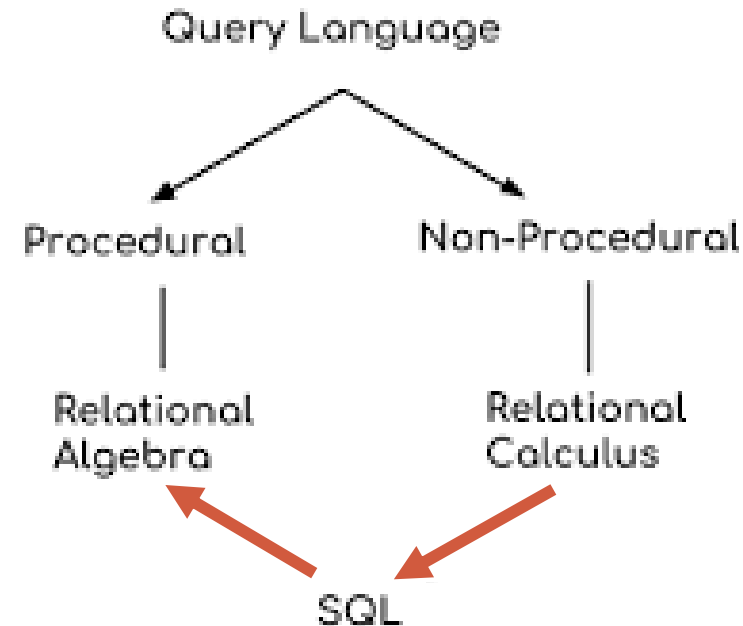 Query Language
Procedural
Non-Procedural
Relational
Algebra
Relational
Calculus
SQL